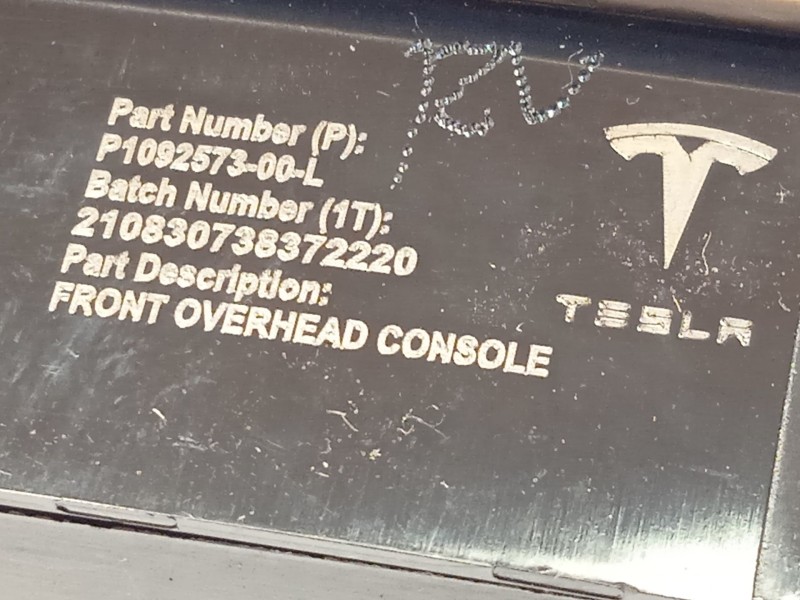 Part Number (P):
P1092573-00-L
Batch Number (1T):
210830738372220
Part Description:
FRONT OVERHEAD CONSOLE
TESLA